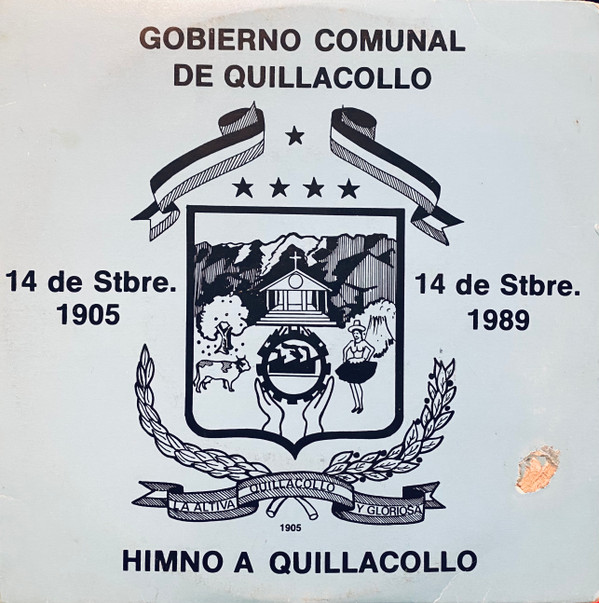 GOBIERNO COMUNAL
DE QUILLACOLLO
14 de Stbre.
1905
14 de Stbre.
1989
LA ALTIVA
QUILLACOLLO
Y GLORIOSA
1905
HIMNO A QUILLACOLLO